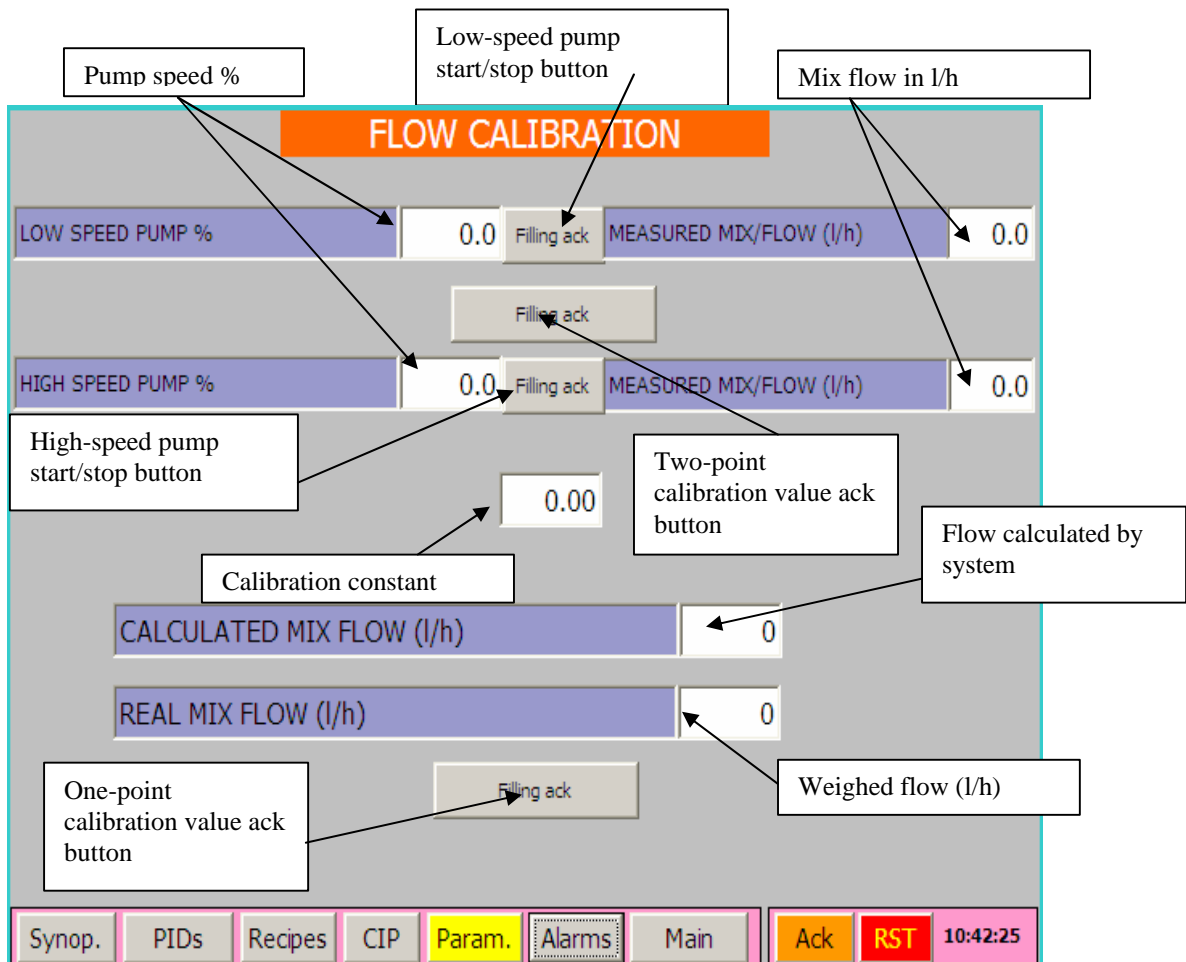 Low-speed pump
start/stop button
Pump speed %
Mix flow in l/h
FLOW CALIBRATION
LOW SPEED PUMP %
0.0
Filling ack
MEASURED MIX/FLOW (l/h)
0.0
Filling ack
HIGH SPEED PUMP %
0.0
Filling ack
MEASURED MIX/FLOW (l/h)
0.0
High-speed pump
start/stop button
Two-point
calibration value ack
button
0.00
Flow calculated by
system
Calibration constant
CALCULATED MIX FLOW (l/h)
0
REAL MIX FLOW (l/h)
0
One-point
calibration value ack
button
Filling ack
Weighed flow (l/h)
Synop.
PIDs
Recipes
CIP
Param.
Alarms
Main
Ack
RST
10:42:25